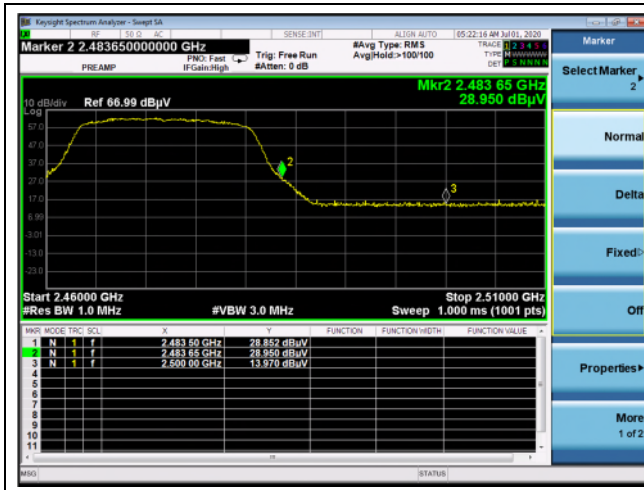 Keysight Spectrum Analyzer - Swept SA
RF 50 Ω AC SENSE:INT ALIGN AUTO 05:22:16 AM Jul 01, 2020
Marker 2 2.483650000000 GHz
PREAMP
PNO: Fast
IFGain:High
Trig: Free Run
#Atten: 0 dB
#Avg Type: RMS
Avg|Hold:>100/100
TRACE 1 2 3 4 5 6
TYPE M W W W W W
DET P S N N N N
Mkr2 2.483 65 GHz
28.950 dBµV
10 dB/div Ref 66.99 dBµV
Log
57.0
47.0
37.0
27.0
17.0
6.99
-3.01
-13.0
-23.0
2
3
Start 2.46000 GHz Stop 2.51000 GHz
#Res BW 1.0 MHz #VBW 3.0 MHz Sweep 1.000 ms (1001 pts)
MKR MODE TRC SCL X Y FUNCTION FUNCTION WIDTH FUNCTION VALUE
1 N 1 f 2.483 50 GHz 28.852 dBµV
2 N 1 f 2.483 65 GHz 28.950 dBµV
3 N 1 f 2.500 00 GHz 13.970 dBµV
4
5
6
7
8
9
10
11
MSG STATUS
Marker
Select Marker
2
Normal
Delta
Fixed
Off
Properties
More
1 of 2